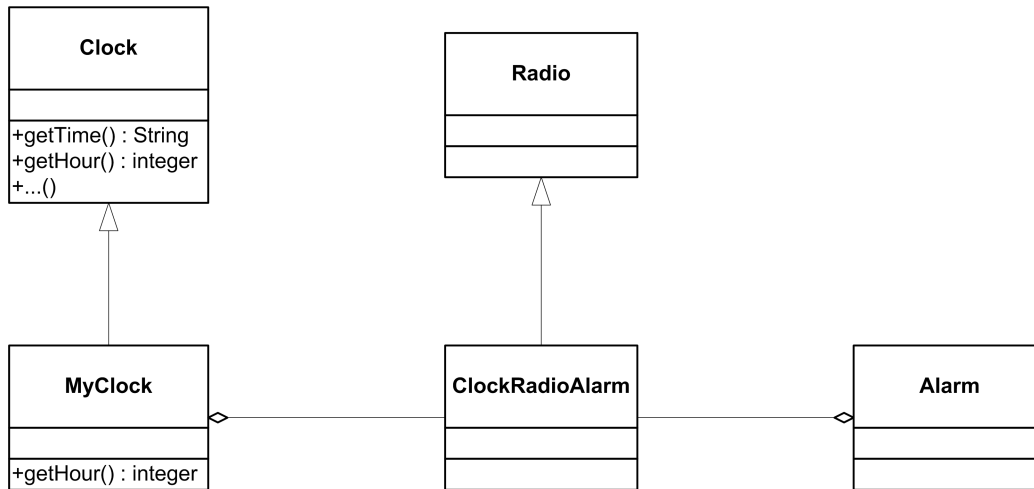 Clock
+getTime() : String
+getHour() : integer
+...()
Radio
MyClock
+getHour() : integer
ClockRadioAlarm
Alarm